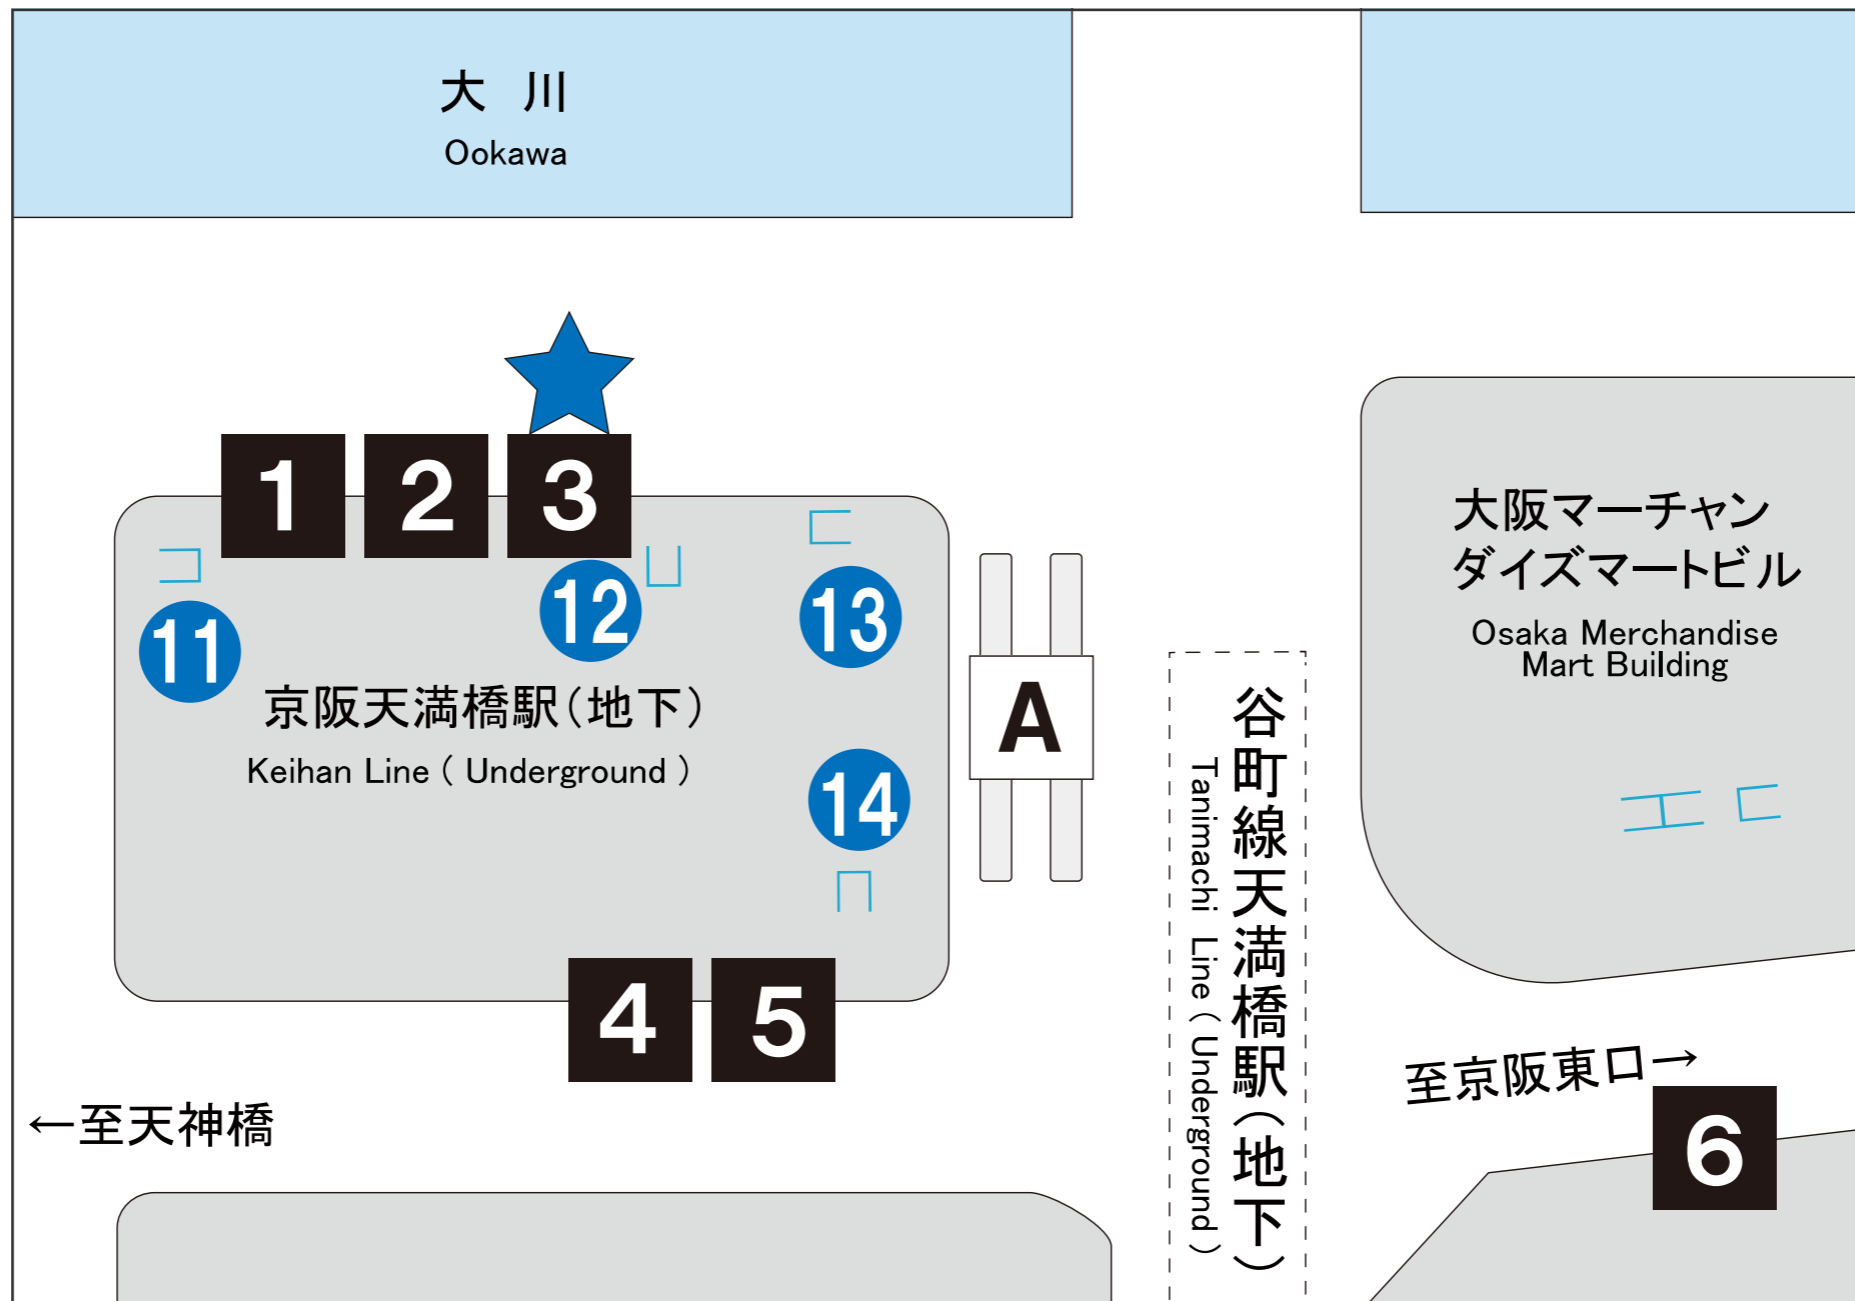 大 川
Ookawa
1 2 3
11
12
13
京阪天満橋駅(地下)
Keihan Line ( Underground )
14
A
4 5
←至天神橋
谷町線天満橋駅(地下)
Tanimachi Line ( Underground )
大阪マーチャン
ダイズマートビル
Osaka Merchandise
Mart Building
至京阪東口→
6